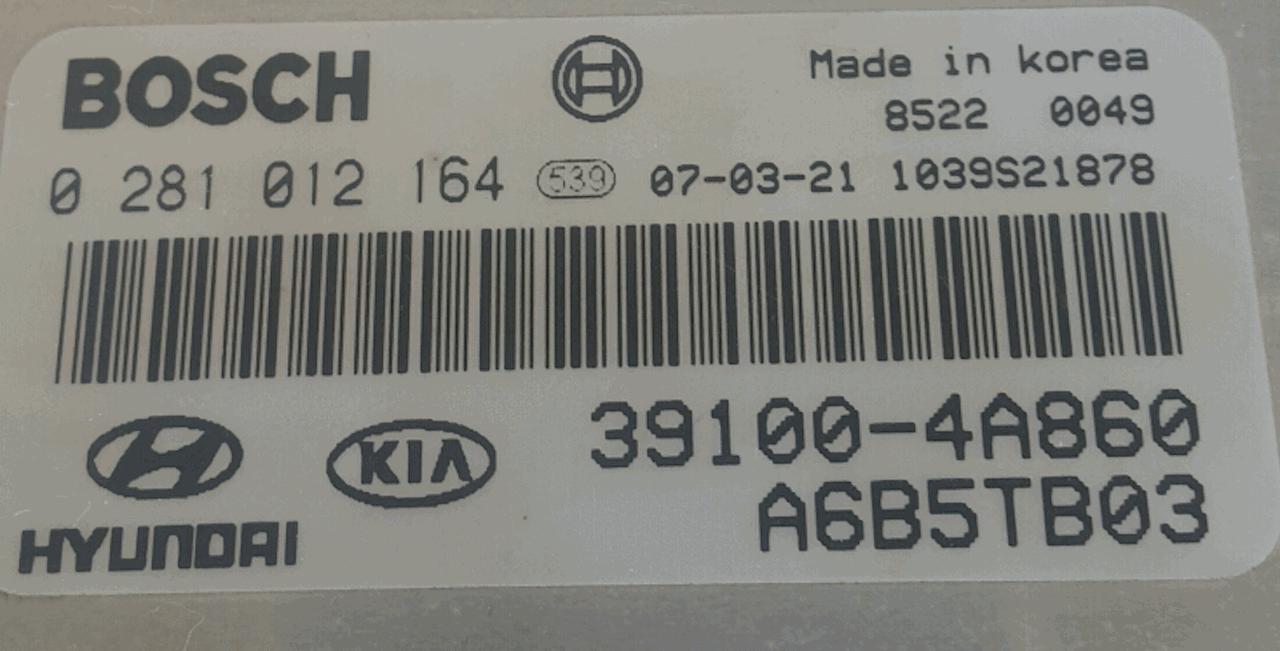 BOSCH
Made in korea
8522 0049
0 281 012 164 539 07-03-21 1039S21878
39100-4A860
KIA
A6B5TB03
HYUNDAI